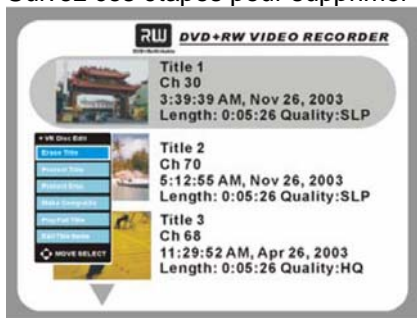 Suivez ces étapes pour supprimer
RW DVD+RW VIDEO RECORDER
DVD+ReWritable
Title 1
Ch 30
3:39:39 AM, Nov 26, 2003
Length: 0:05:26 Quality:SLP
VR Disc Edit
Erase Title
Protect Title
Protect Disc
Make Compatible
Play Full Title
Edit Title Name
MOVE SELECT
Title 2
Ch 70
5:12:55 AM, Nov 26, 2003
Length: 0:05:26 Quality:SLP
Title 3
Ch 68
11:29:52 AM, Apr 26, 2003
Length: 0:05:26 Quality:HQ